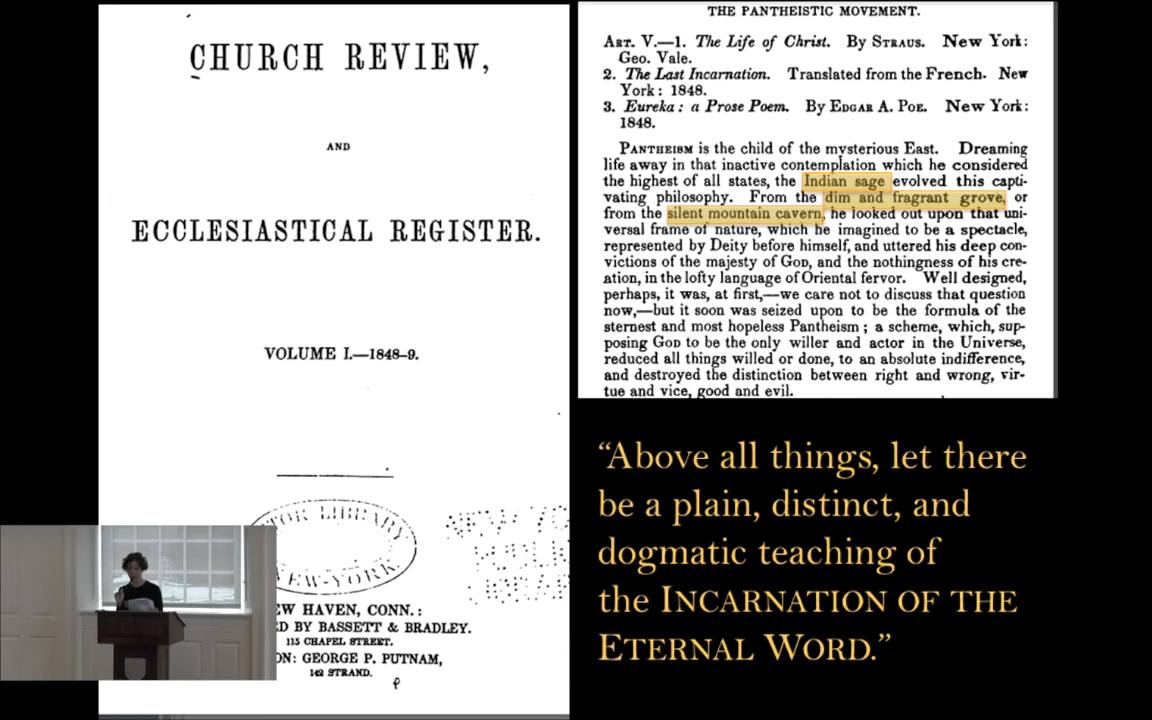 CHURCH REVIEW,
AND
ECCLESIASTICAL REGISTER.
VOLUME I.—1848-9.
TOR LIBRARY
NEW-YORK.
EW HAVEN, CONN.:
ED BY BASSETT & BRADLEY.
115 CHAPEL STREET.
ON: GEORGE P. PUTNAM,
142 STRAND.
THE PANTHEISTIC MOVEMENT.
ART. V.—1. The Life of Christ. By STRAUS. New York:
Geo. Vale.
2. The Last Incarnation. Translated from the French. New
York: 1848.
3. Eureka: a Prose Poem. By EDGAR A. POE. New York:
1848.
PANTHEISM is the child of the mysterious East. Dreaming
life away in that inactive contemplation which he considered
the highest of all states, the Indian sage evolved this capti-
vating philosophy. From the dim and fragrant grove, or
from the silent mountain cavern, he looked out upon that uni-
versal frame of nature, which he imagined to be a spectacle,
represented by Deity before himself, and uttered his deep con-
victions of the majesty of GOD, and the nothingness of his cre-
ation, in the lofty language of Oriental fervor. Well designed,
perhaps, it was, at first,—we care not to discuss that question
now,—but it soon was seized upon to be the formula of the
sternest and most hopeless Pantheism; a scheme, which, sup-
posing GOD to be the only willer and actor in the Universe,
reduced all things willed or done, to an absolute indifference,
and destroyed the distinction between right and wrong, vir-
tue and vice, good and evil.
“Above all things, let there
be a plain, distinct, and
dogmatic teaching of
the INCARNATION OF THE
ETERNAL WORD.”